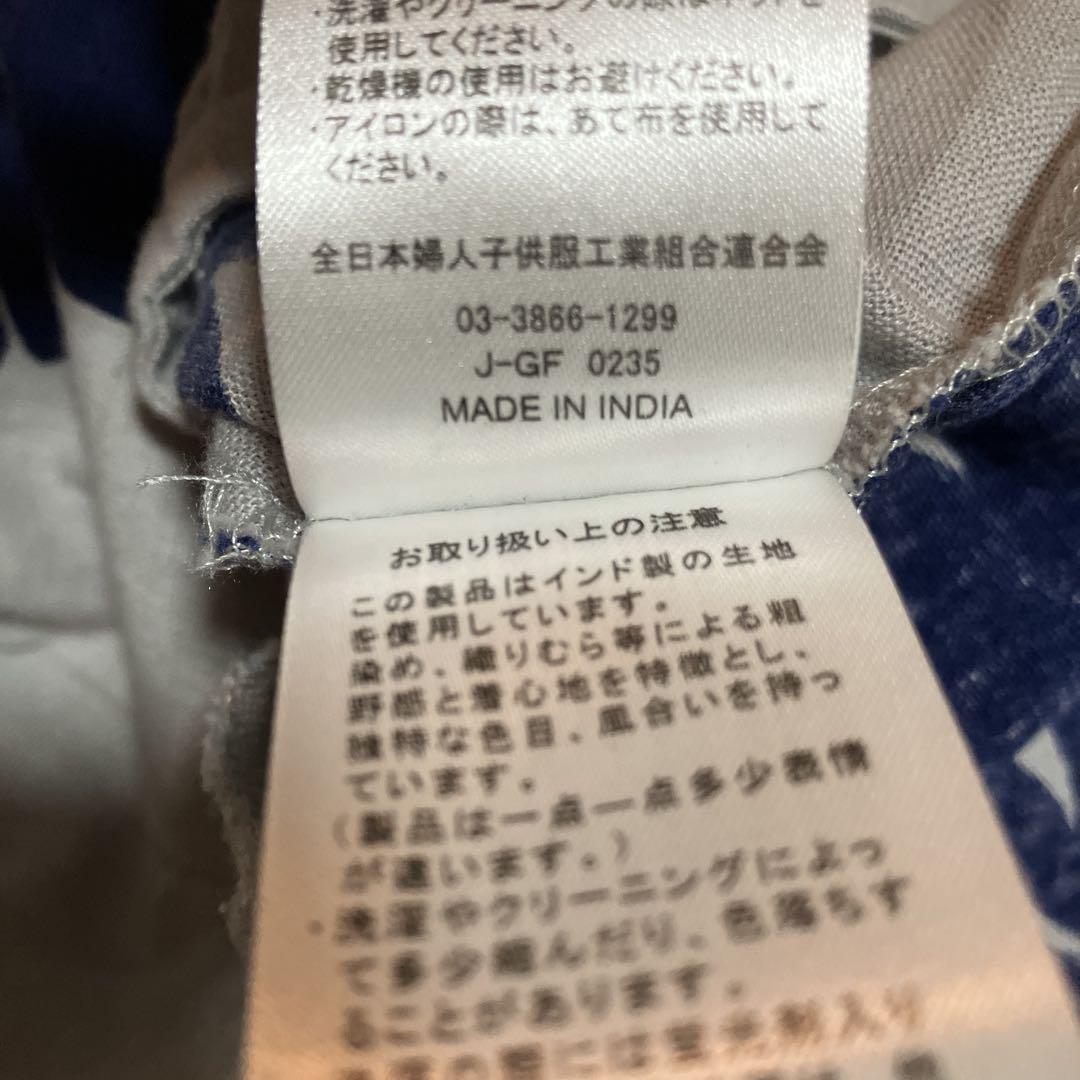 ・洗濯やクリーニングの際はネットを
使用してください。
・乾燥機の使用はお避けください。
・アイロンの際は、あて布を使用して
ください。
全日本婦人子供服工業組合連合会
03-3866-1299
J-GF 0235
MADE IN INDIA
お取り扱い上の注意
この製品はインド製の生地
を使用しています。
染め、織りむら等による粗
野感と着心地を特徴とし、
独特な色目、風合いを持っ
ています。
(製品は一点一点多少表情
が違います。)
・洗濯やクリーニングによっ
て多少縮んだり、色落ちす
ることがあります。
には蛍光剤入り